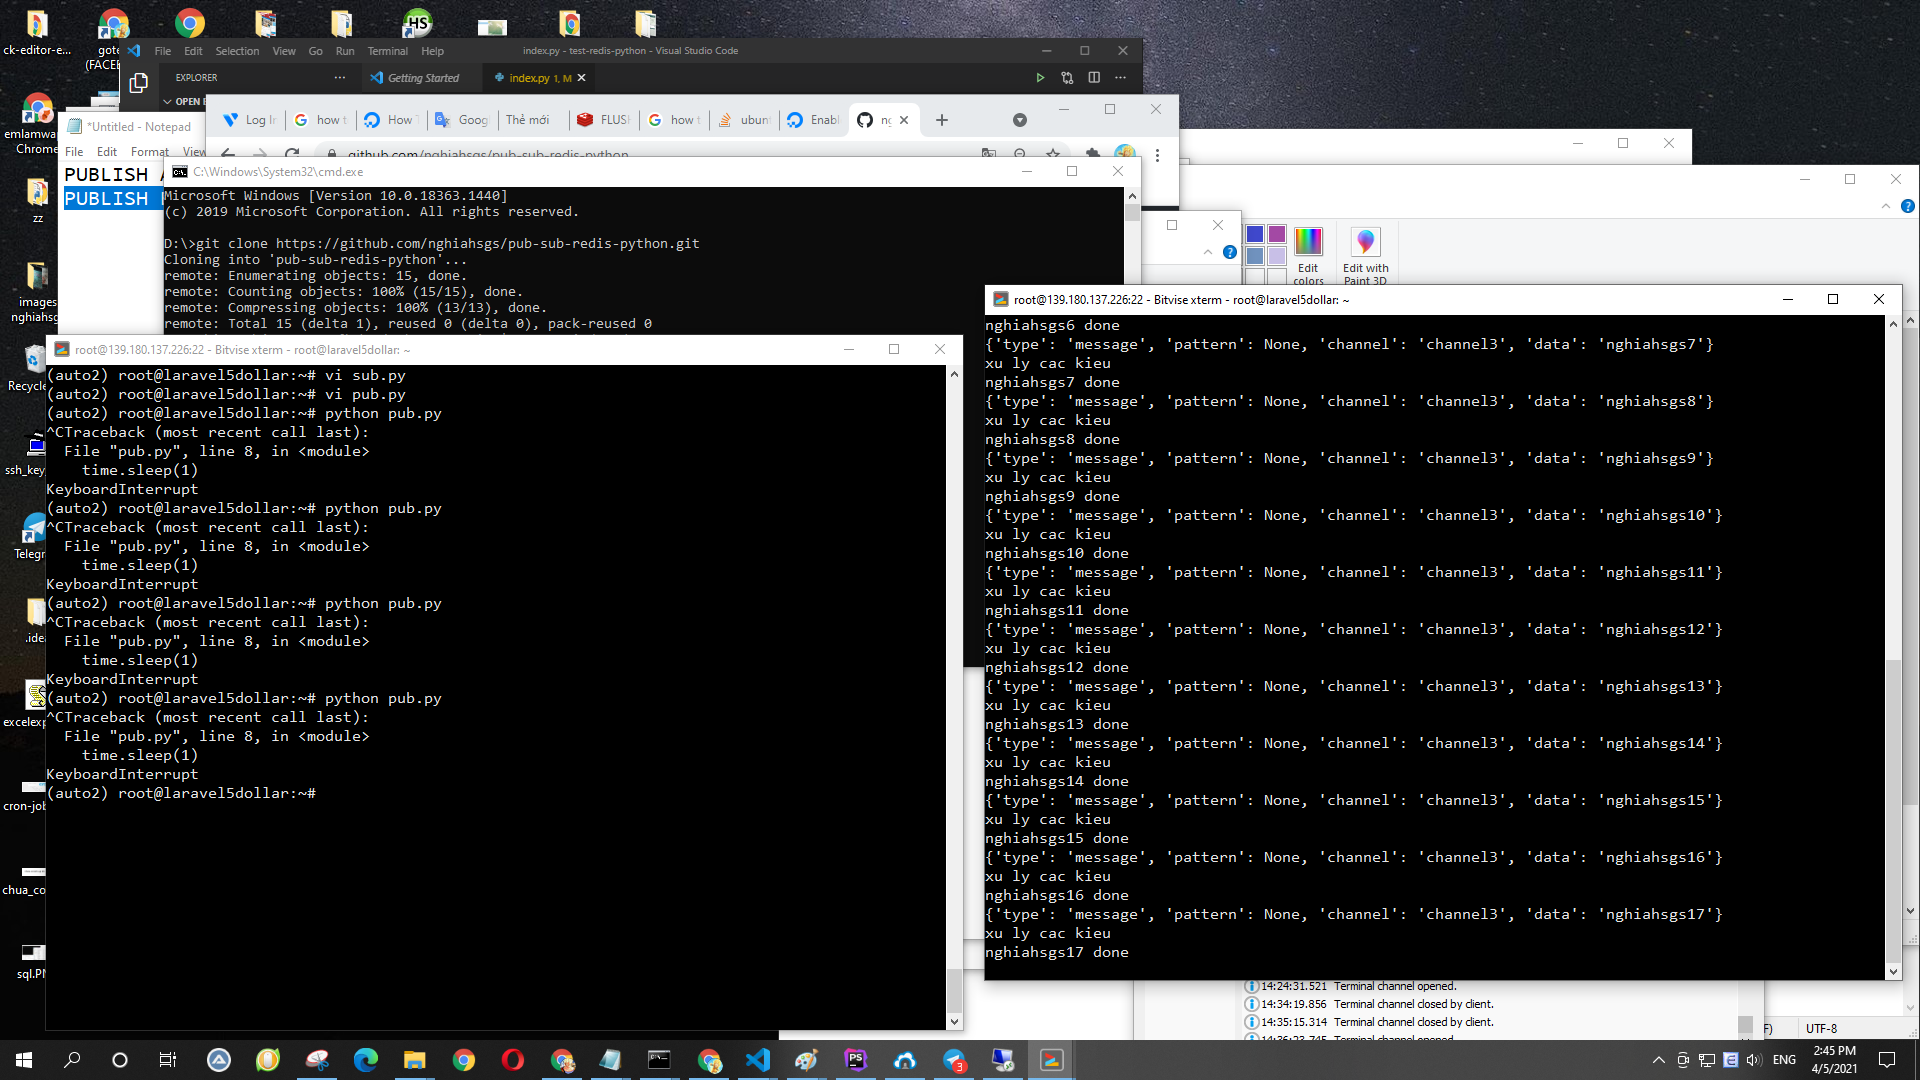 ck-editor-e...
gote
(FACEB
File Edit Selection View Go Run Terminal Help
index.py - test-redis-python - Visual Studio Code
EXPLORER
Getting Started
index.py 1, M
OPEN E
emlamwa
Chrome
*Untitled - Notepad
File Edit Format View
PUBLISH
PUBLISH
Log In
how t
How T
Goog
Thẻ mới
FLUSH
how t
ubunt
Enabl
ng
github.com/nghiahsgs/pub-sub-redis-python
C:\Windows\System32\cmd.exe
Microsoft Windows [Version 10.0.18363.1440]
(c) 2019 Microsoft Corporation. All rights reserved.
D:\>git clone https://github.com/nghiahsgs/pub-sub-redis-python.git
Cloning into 'pub-sub-redis-python'...
remote: Enumerating objects: 15, done.
remote: Counting objects: 100% (15/15), done.
remote: Compressing objects: 100% (13/13), done.
remote: Total 15 (delta 1), reused 0 (delta 0), pack-reused 0
Edit
colors
Edit with
Paint 3D
zz
images
nghiahsg
Recycle
ssh_key
Telegr
.idea
excelexp
cron-job
chua_co
sql.PN
root@139.180.137.226:22 - Bitvise xterm - root@laravel5dollar: ~
(auto2) root@laravel5dollar:~# vi sub.py
(auto2) root@laravel5dollar:~# vi pub.py
(auto2) root@laravel5dollar:~# python pub.py
^CTraceback (most recent call last):
File "pub.py", line 8, in <module>
time.sleep(1)
KeyboardInterrupt
(auto2) root@laravel5dollar:~# python pub.py
^CTraceback (most recent call last):
File "pub.py", line 8, in <module>
time.sleep(1)
KeyboardInterrupt
(auto2) root@laravel5dollar:~# python pub.py
^CTraceback (most recent call last):
File "pub.py", line 8, in <module>
time.sleep(1)
KeyboardInterrupt
(auto2) root@laravel5dollar:~# python pub.py
^CTraceback (most recent call last):
File "pub.py", line 8, in <module>
time.sleep(1)
KeyboardInterrupt
(auto2) root@laravel5dollar:~#
root@139.180.137.226:22 - Bitvise xterm - root@laravel5dollar: ~
nghiahsgs6 done
{'type': 'message', 'pattern': None, 'channel': 'channel3', 'data': 'nghiahsgs7'}
xu ly cac kieu
nghiahsgs7 done
{'type': 'message', 'pattern': None, 'channel': 'channel3', 'data': 'nghiahsgs8'}
xu ly cac kieu
nghiahsgs8 done
{'type': 'message', 'pattern': None, 'channel': 'channel3', 'data': 'nghiahsgs9'}
xu ly cac kieu
nghiahsgs9 done
{'type': 'message', 'pattern': None, 'channel': 'channel3', 'data': 'nghiahsgs10'}
xu ly cac kieu
nghiahsgs10 done
{'type': 'message', 'pattern': None, 'channel': 'channel3', 'data': 'nghiahsgs11'}
xu ly cac kieu
nghiahsgs11 done
{'type': 'message', 'pattern': None, 'channel': 'channel3', 'data': 'nghiahsgs12'}
xu ly cac kieu
nghiahsgs12 done
{'type': 'message', 'pattern': None, 'channel': 'channel3', 'data': 'nghiahsgs13'}
xu ly cac kieu
nghiahsgs13 done
{'type': 'message', 'pattern': None, 'channel': 'channel3', 'data': 'nghiahsgs14'}
xu ly cac kieu
nghiahsgs14 done
{'type': 'message', 'pattern': None, 'channel': 'channel3', 'data': 'nghiahsgs15'}
xu ly cac kieu
nghiahsgs15 done
{'type': 'message', 'pattern': None, 'channel': 'channel3', 'data': 'nghiahsgs16'}
xu ly cac kieu
nghiahsgs16 done
{'type': 'message', 'pattern': None, 'channel': 'channel3', 'data': 'nghiahsgs17'}
xu ly cac kieu
nghiahsgs17 done
14:24:31.521 Terminal channel opened.
14:34:19.856 Terminal channel closed by client.
14:35:15.314 Terminal channel closed by client.
14:36:23.745 Terminal channel opened.
F) UTF-8
ENG
2:45 PM
4/5/2021